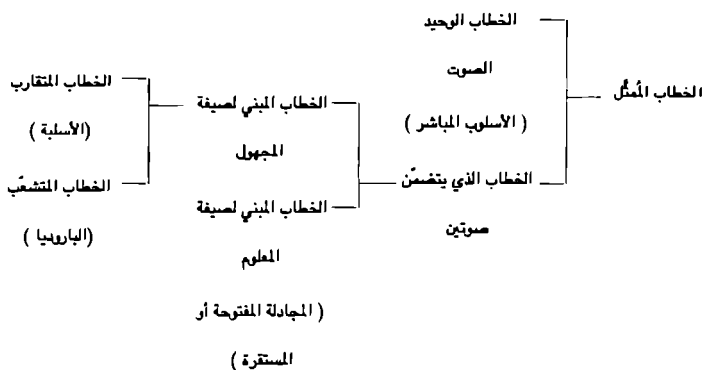 الخطاب المُمثَّل
الخطاب الوحيد
الصوت
( الأسلوب المباشر )
الخطاب الذي يتضمّن
صوتين
الخطاب المبني لصيغة
المجهول
الخطاب المبني لصيغة
المعلوم
( المجادلة المفتوحة أو
المستقرة )
الخطاب المتقارب
(الأسلبة )
الخطاب المتشعّب
(الباروديا )